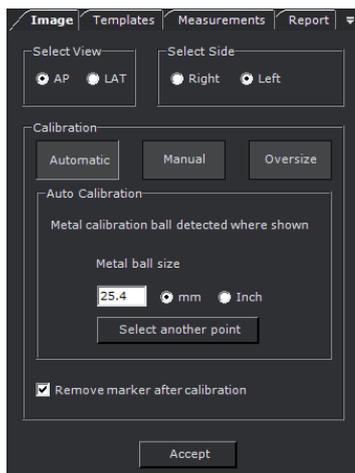 Image Templates Measurements Report
Select View Select Side
AP LAT Right Left
Calibration
Automatic Manual Oversize
Auto Calibration
Metal calibration ball detected where shown
Metal ball size
25.4 mm Inch
Select another point
Remove marker after calibration
Accept